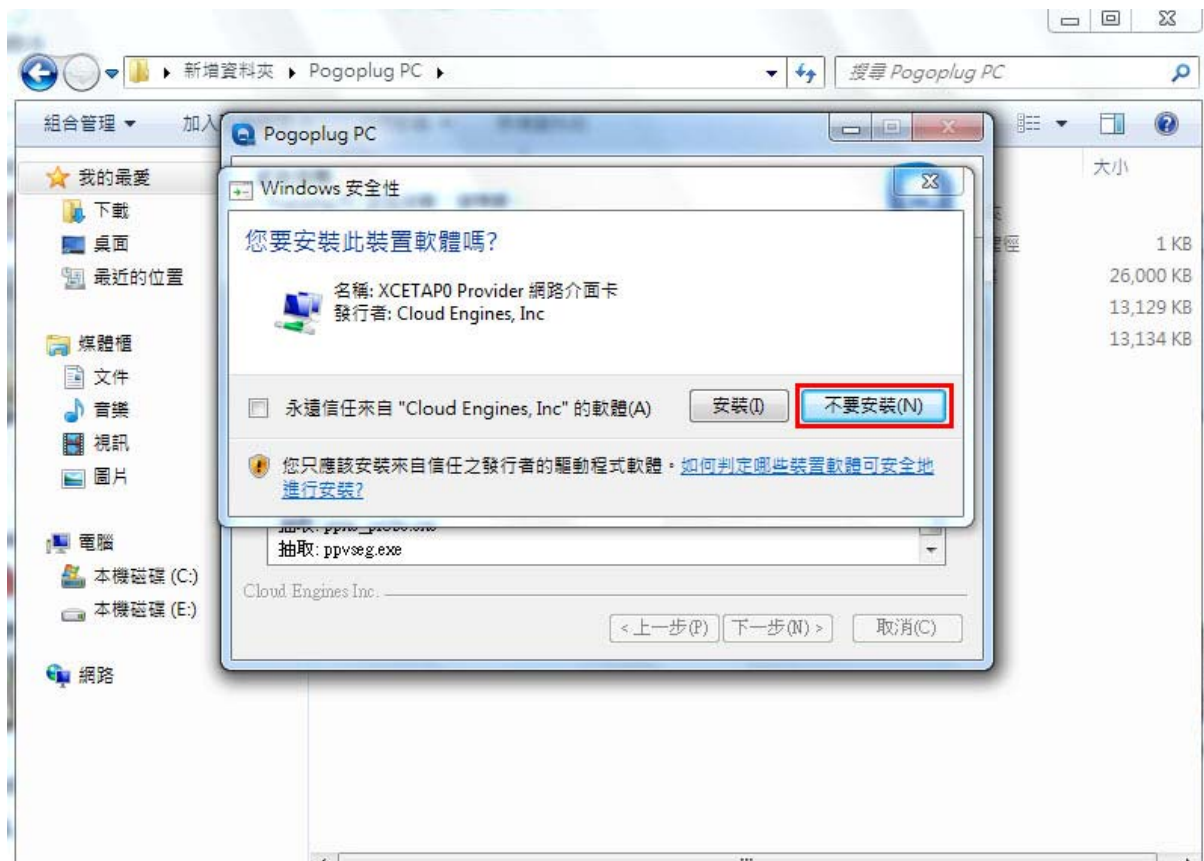 新增資料夾 Pogoplug PC
搜尋 Pogoplug PC
組合管理
加入
大小
我的最愛
下載
桌面
最近的位置
媒體櫃
文件
音樂
視訊
圖片
電腦
本機磁碟 (C:)
本機磁碟 (E:)
網路
1 KB
26,000 KB
13,129 KB
13,134 KB
Pogoplug PC
Windows 安全性
您要安裝此裝置軟體嗎?
名稱: XCETAP0 Provider 網路介面卡
發行者: Cloud Engines, Inc
永遠信任來自 "Cloud Engines, Inc" 的軟體(A)
安裝(I)
不要安裝(N)
您只應該安裝來自信任之發行者的驅動程式軟體。如何判定哪些裝置軟體可安全地
進行安裝?
抽取: ppvseg.exe
Cloud Engines Inc.
<上一步(P)
下一步(N) >
取消(C)